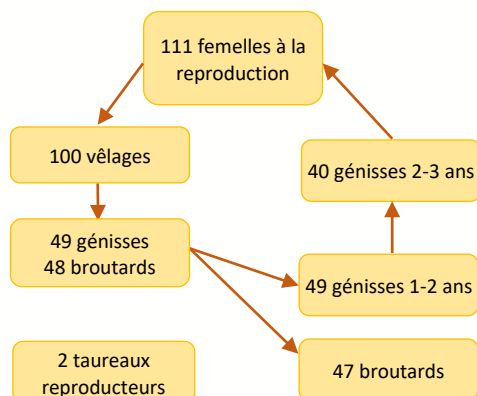 111 femelles à la
reproduction
100 vêlages
40 génisses 2-3 ans
49 génisses
48 broutards
49 génisses 1-2 ans
2 taureaux
reproducteurs
47 broutards